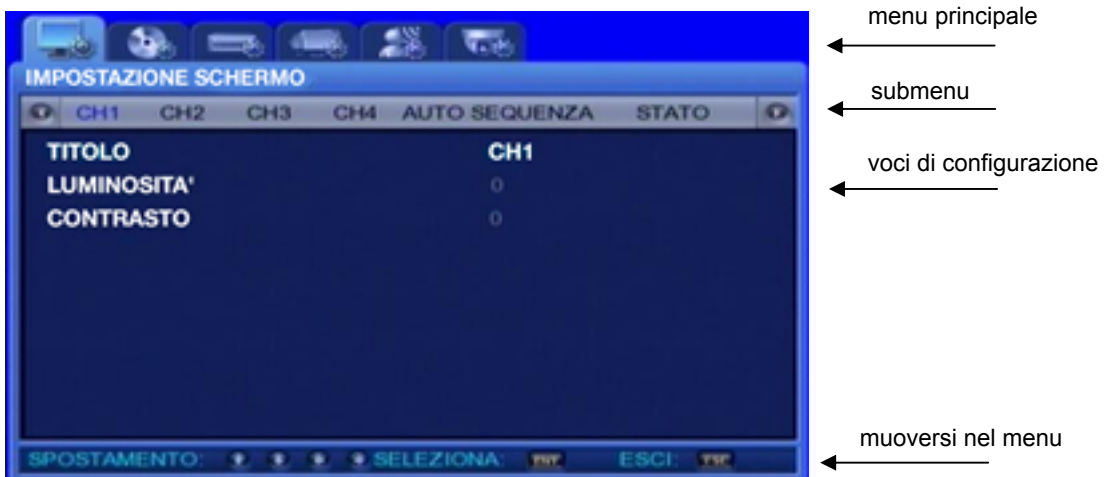 menu principale
IMPOSTAZIONE SCHERMO
submenu
CH1 CH2 CH3 CH4 AUTO SEQUENZA STATO
TITOLO CH1
voci di configurazione
LUMINOSITA' 0
CONTRASTO 0
muoversi nel menu
SPOSTAMENTO: SELEZIONA: ESCI: